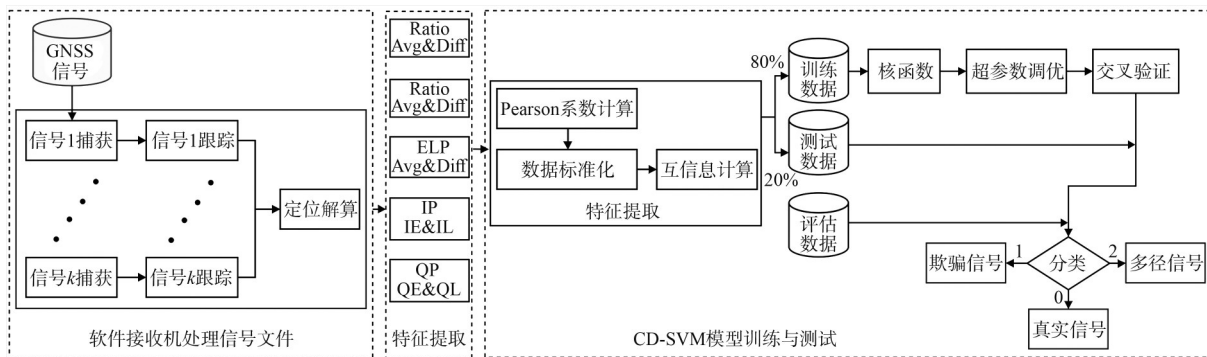 GNSS
信号
信号1捕获
信号1跟踪
信号k捕获
信号k跟踪
定位解算
软件接收机处理信号文件
Ratio
Avg&Diff
Ratio
Avg&Diff
ELP
Avg&Diff
IP
IE&IL
QP
QE&QL
特征提取
Pearson系数计算
数据标准化
互信息计算
特征提取
80%
20%
训练
数据
测试
数据
评估
数据
核函数
超参数调优
交叉验证
分类
1
2
0
欺骗信号
多径信号
真实信号
CD-SVM模型训练与测试